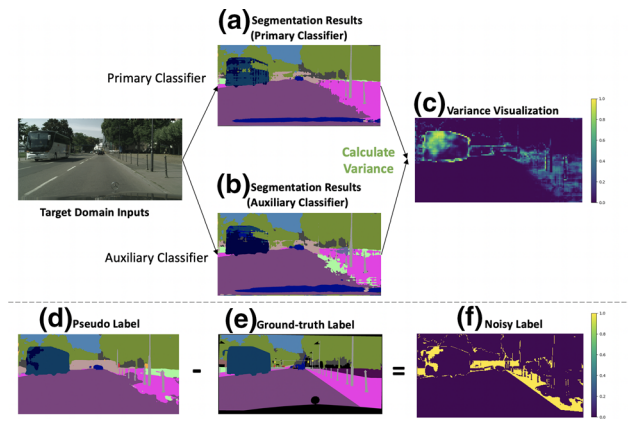 (a) Segmentation Results
(Primary Classifier)
Primary Classifier
Target Domain Inputs
Calculate
Variance
(c) Variance Visualization
1.0
0.8
0.6
0.4
0.2
0.0
(b) Segmentation Results
(Auxiliary Classifier)
Auxiliary Classifier
(d) Pseudo Label
-
(e) Ground-truth Label
=
(f) Noisy Label
1.0
0.8
0.6
0.4
0.2
0.0